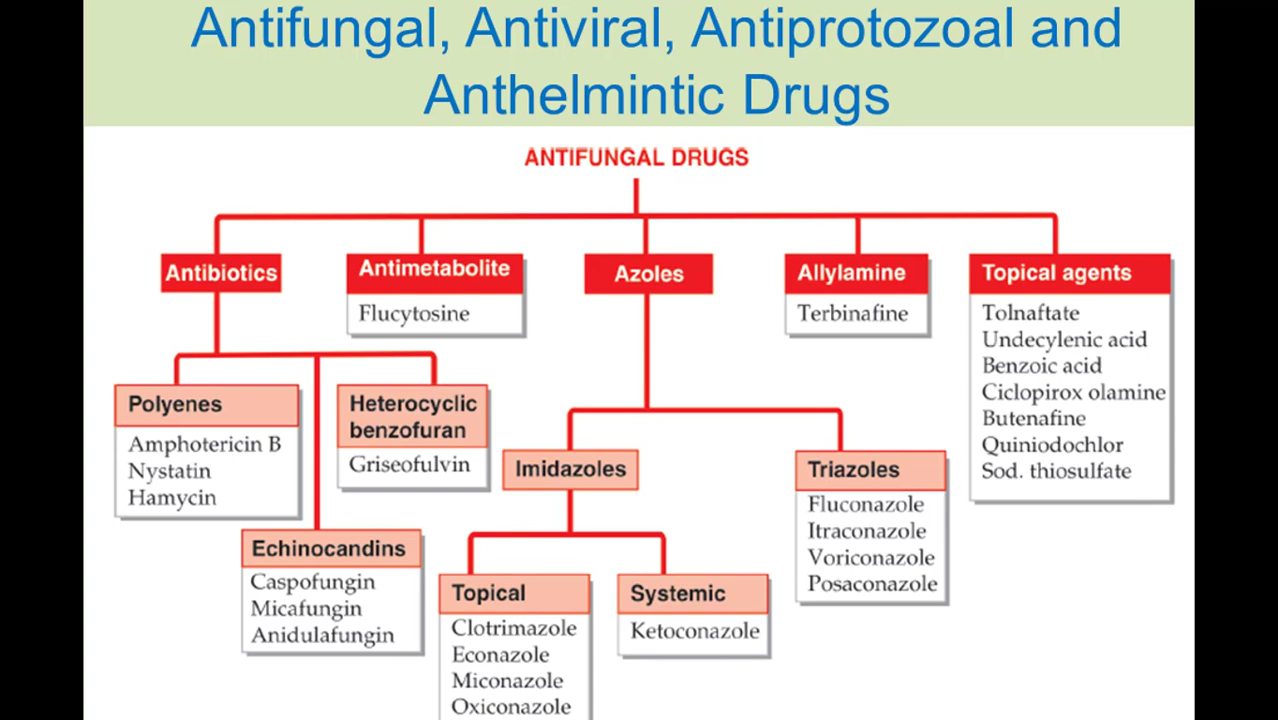 Antifungal, Antiviral, Antiprotozoal and
Anthelmintic Drugs
ANTIFUNGAL DRUGS
Antibiotics
Antimetabolite
Flucytosine
Azoles
Allylamine
Terbinafine
Topical agents
Tolnaftate
Undecylenic acid
Benzoic acid
Ciclopirox olamine
Butenafine
Quiniodochlor
Sod. thiosulfate
Polyenes
Amphotericin B
Nystatin
Hamycin
Heterocyclic
benzofuran
Griseofulvin
Echinocandins
Caspofungin
Micafungin
Anidulafungin
Imidazoles
Topical
Clotrimazole
Econazole
Miconazole
Oxiconazole
Systemic
Ketoconazole
Triazoles
Fluconazole
Itraconazole
Voriconazole
Posaconazole